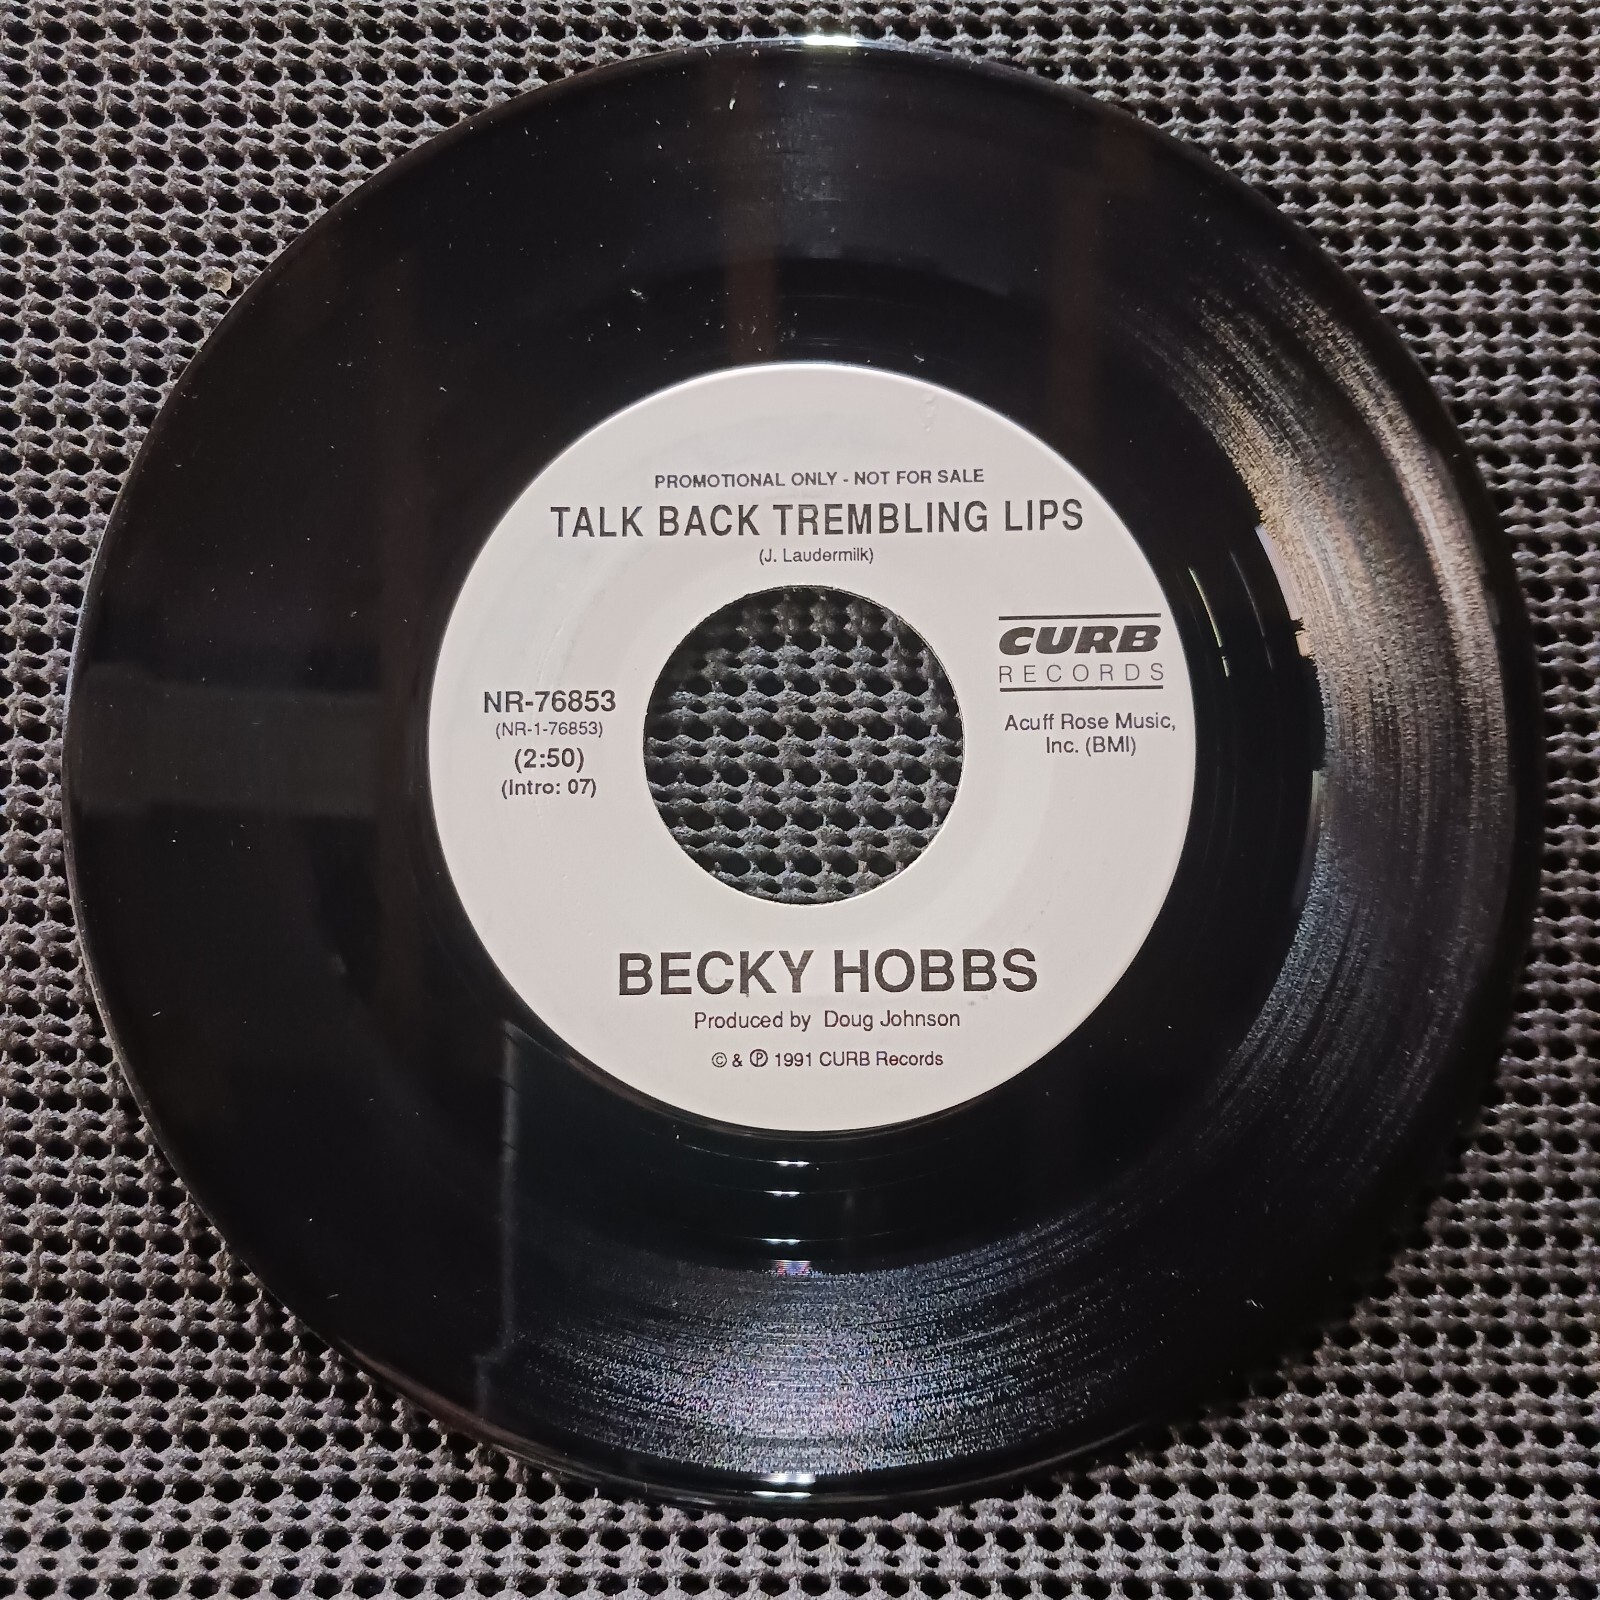 PROMOTIONAL ONLY - NOT FOR SALE
TALK BACK TREMBLING LIPS
(J. Laudermilk)
CURB
RECORDS
Acuff Rose Music,
Inc. (BMI)
NR-76853
(NR-1-76853)
(2:50)
(Intro: 07)
BECKY HOBBS
Produced by Doug Johnson
© & ℗ 1991 CURB Records